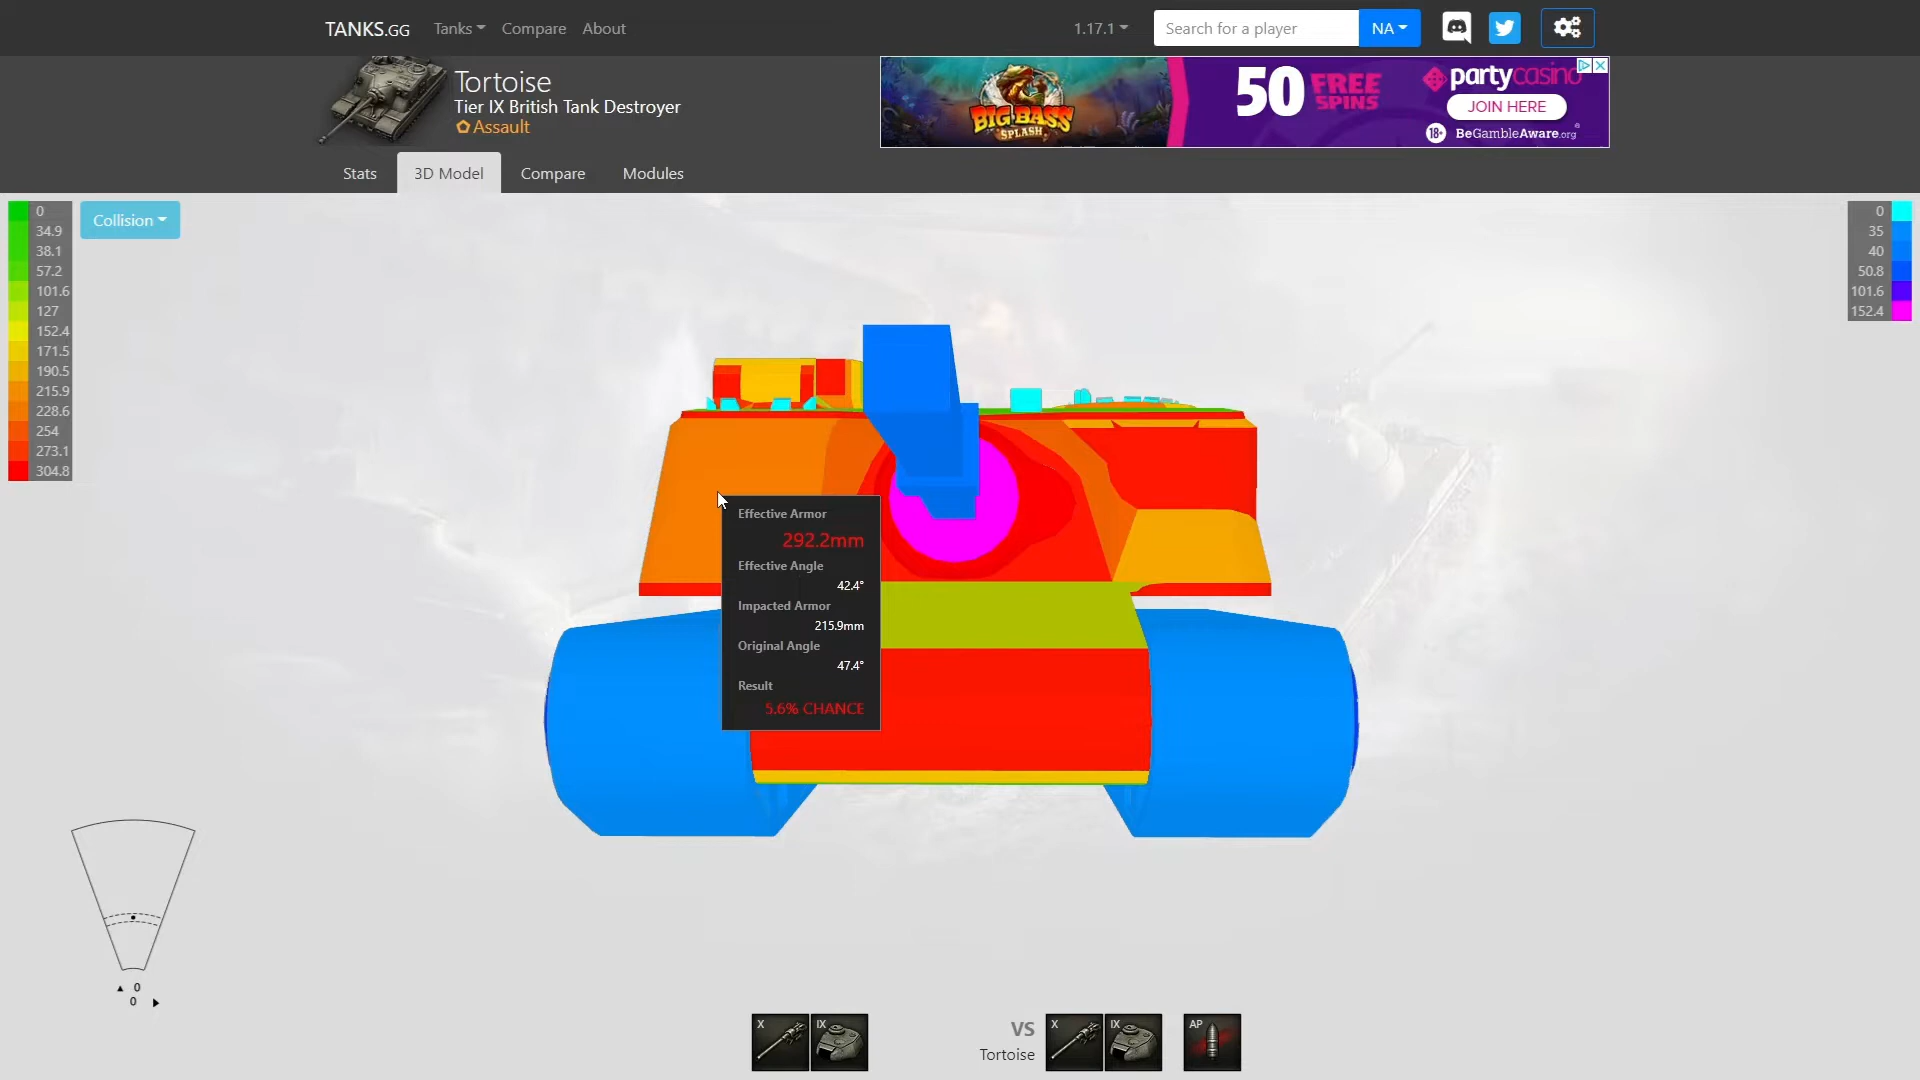 TANKS.GG Tanks Compare About 1.17.1 Search for a player NA
Tortoise
Tier IX British Tank Destroyer
Assault
BIG BASS
SPLASH
50 FREE SPINS
partycasino
JOIN HERE
18+ BeGambleAware.org
Stats 3D Model Compare Modules
0
34.9
38.1
57.2
101.6
127
152.4
171.5
190.5
215.9
228.6
254
273.1
304.8
Collision
0
35
40
50.8
101.6
152.4
Effective Armor
292.2mm
Effective Angle
42.4°
Impacted Armor
215.9mm
Original Angle
47.4°
Result
5.6% CHANCE
0
0
X IX
VS
Tortoise
X IX AP